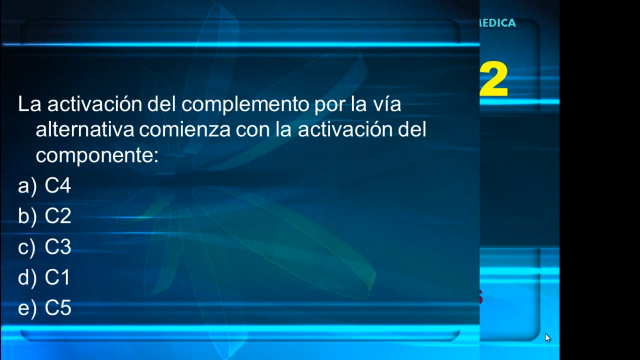 La activación del complemento por la vía
alternativa comienza con la activación del
componente:
a) C4
b) C2
c) C3
d) C1
e) C5
2